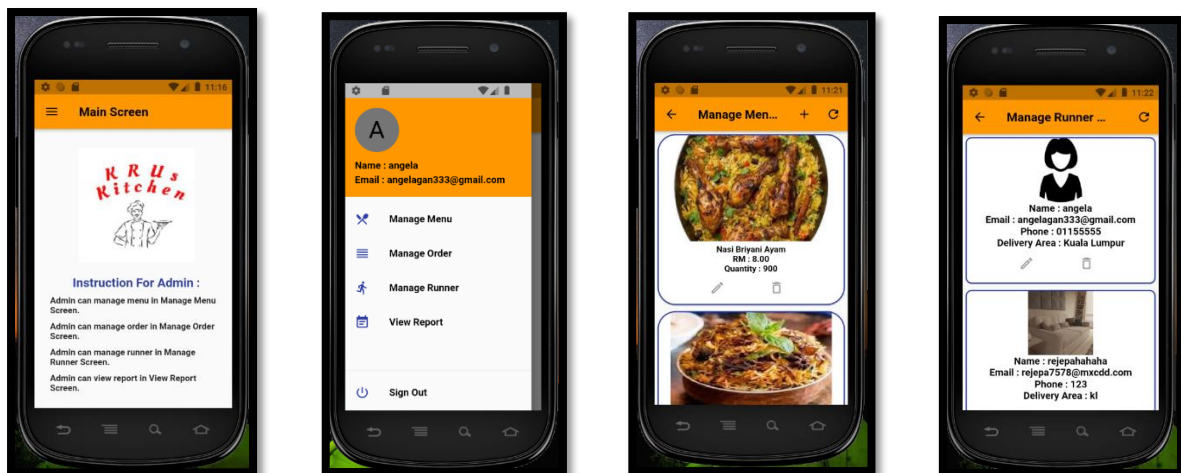 11:16
Main Screen
K R U s
Kitchen
Instruction For Admin :
Admin can manage menu in Manage Menu
Screen.
Admin can manage order in Manage Order
Screen.
Admin can manage runner in Manage
Runner Screen.
Admin can view report in View Report
Screen.
A
Name : angela
Email : angelagan333@gmail.com
Manage Menu
Manage Order
Manage Runner
View Report
Sign Out
11:21
Manage Men...
Nasi Briyani Ayam
RM : 8.00
Quantity : 900
11:22
Manage Runner ...
Name : angela
Email : angelagan333@gmail.com
Phone : 01155555
Delivery Area : Kuala Lumpur
Name : rejepahahaha
Email : rejepa7578@mxcdd.com
Phone : 123
Delivery Area : kl